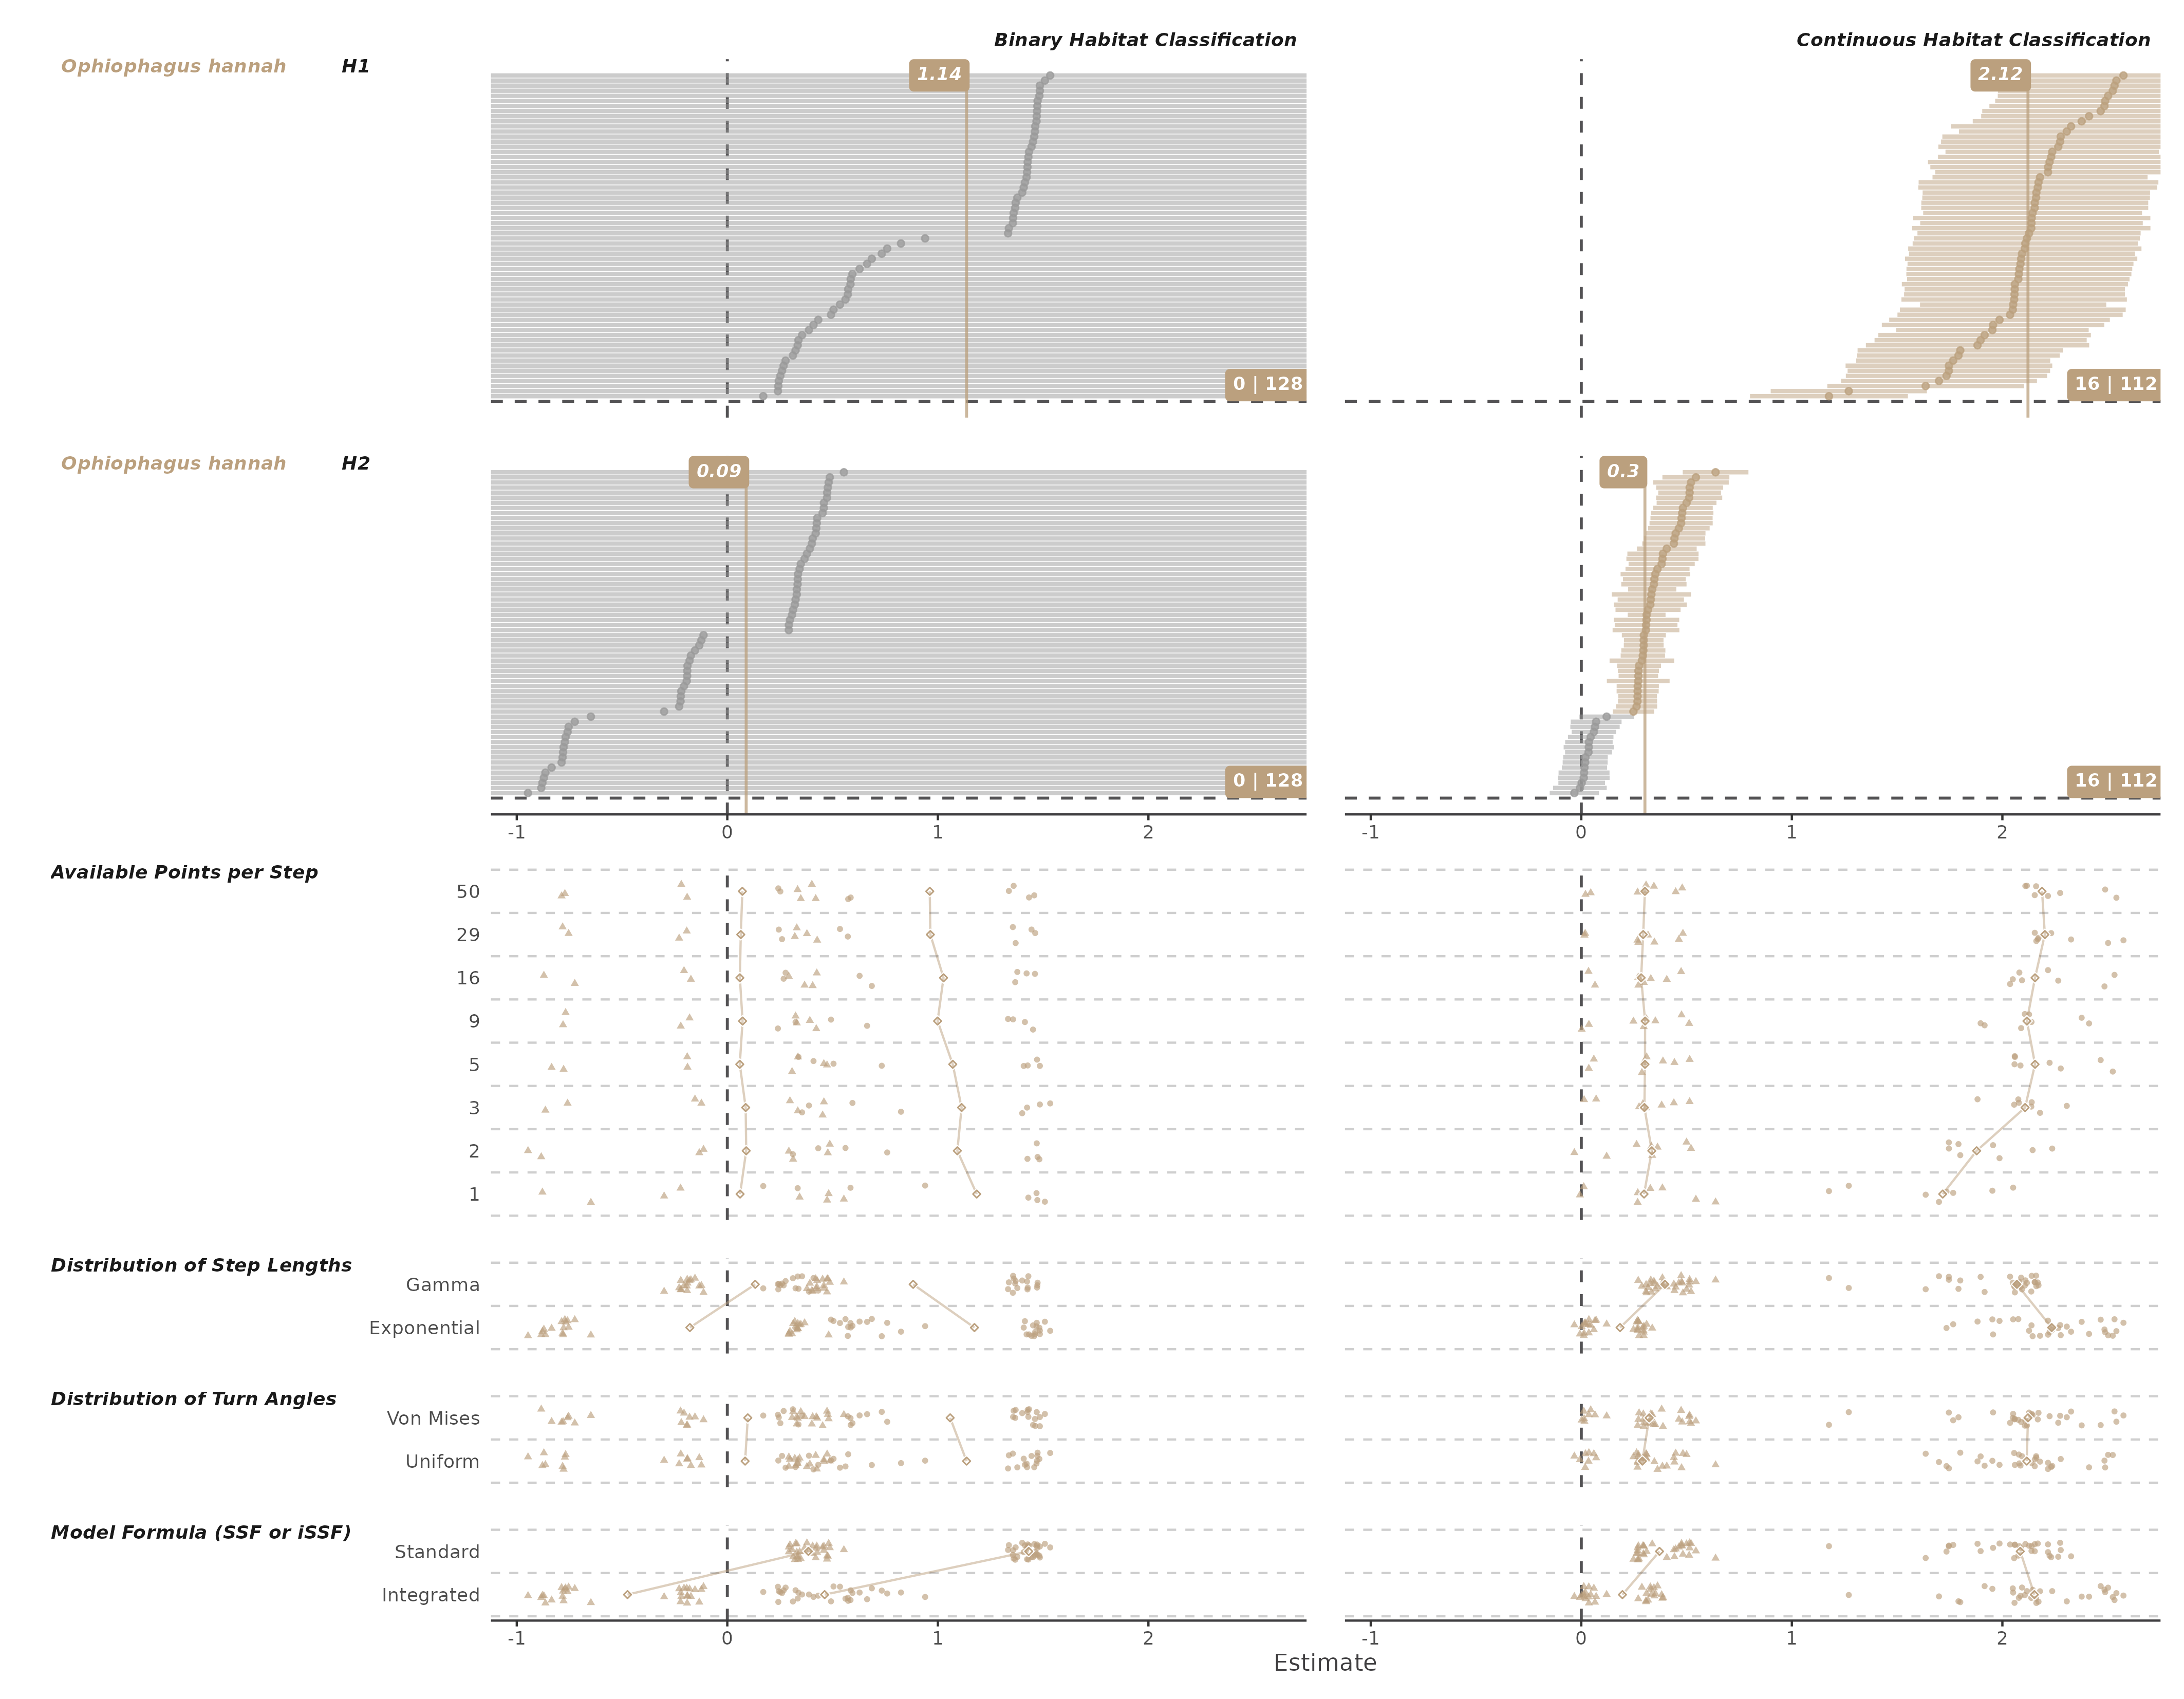 Binary Habitat Classification
Continuous Habitat Classification
Ophiophagus hannah H1
1.14
2.12
0 | 128
16 | 112
Ophiophagus hannah H2
0.09
0.3
0 | 128
16 | 112
-1 0 1 2
-1 0 1 2
Available Points per Step
50
29
16
9
5
3
2
1
Distribution of Step Lengths
Gamma
Exponential
Distribution of Turn Angles
Von Mises
Uniform
Model Formula (SSF or iSSF)
Standard
Integrated
-1 0 1 2
-1 0 1 2
Estimate